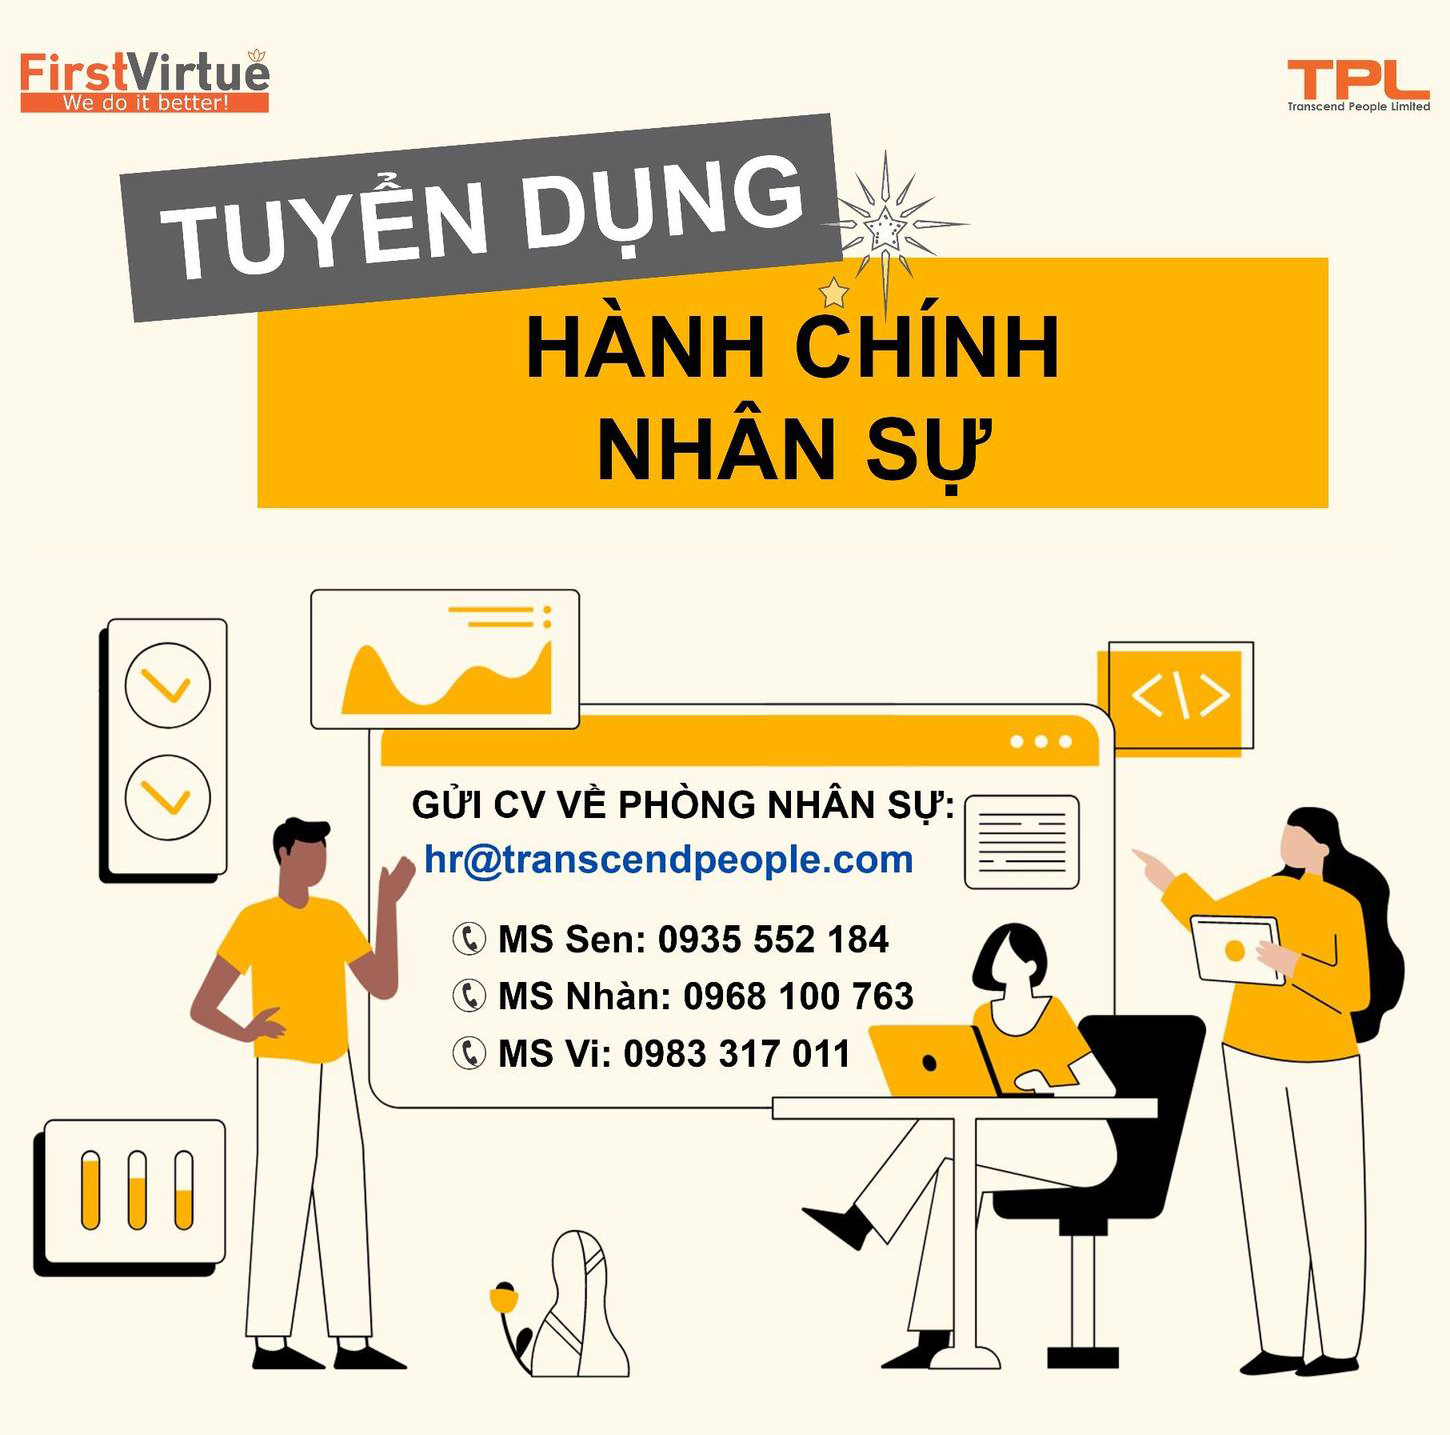 FirstVirtue
We do it better!
TPL
Transcend People Limited
TUYỂN DỤNG
HÀNH CHÍNH
NHÂN SỰ
<\>
GỬI CV VỀ PHÒNG NHÂN SỰ:
hr@transcendpeople.com
MS Sen: 0935 552 184
MS Nhàn: 0968 100 763
MS Vi: 0983 317 011